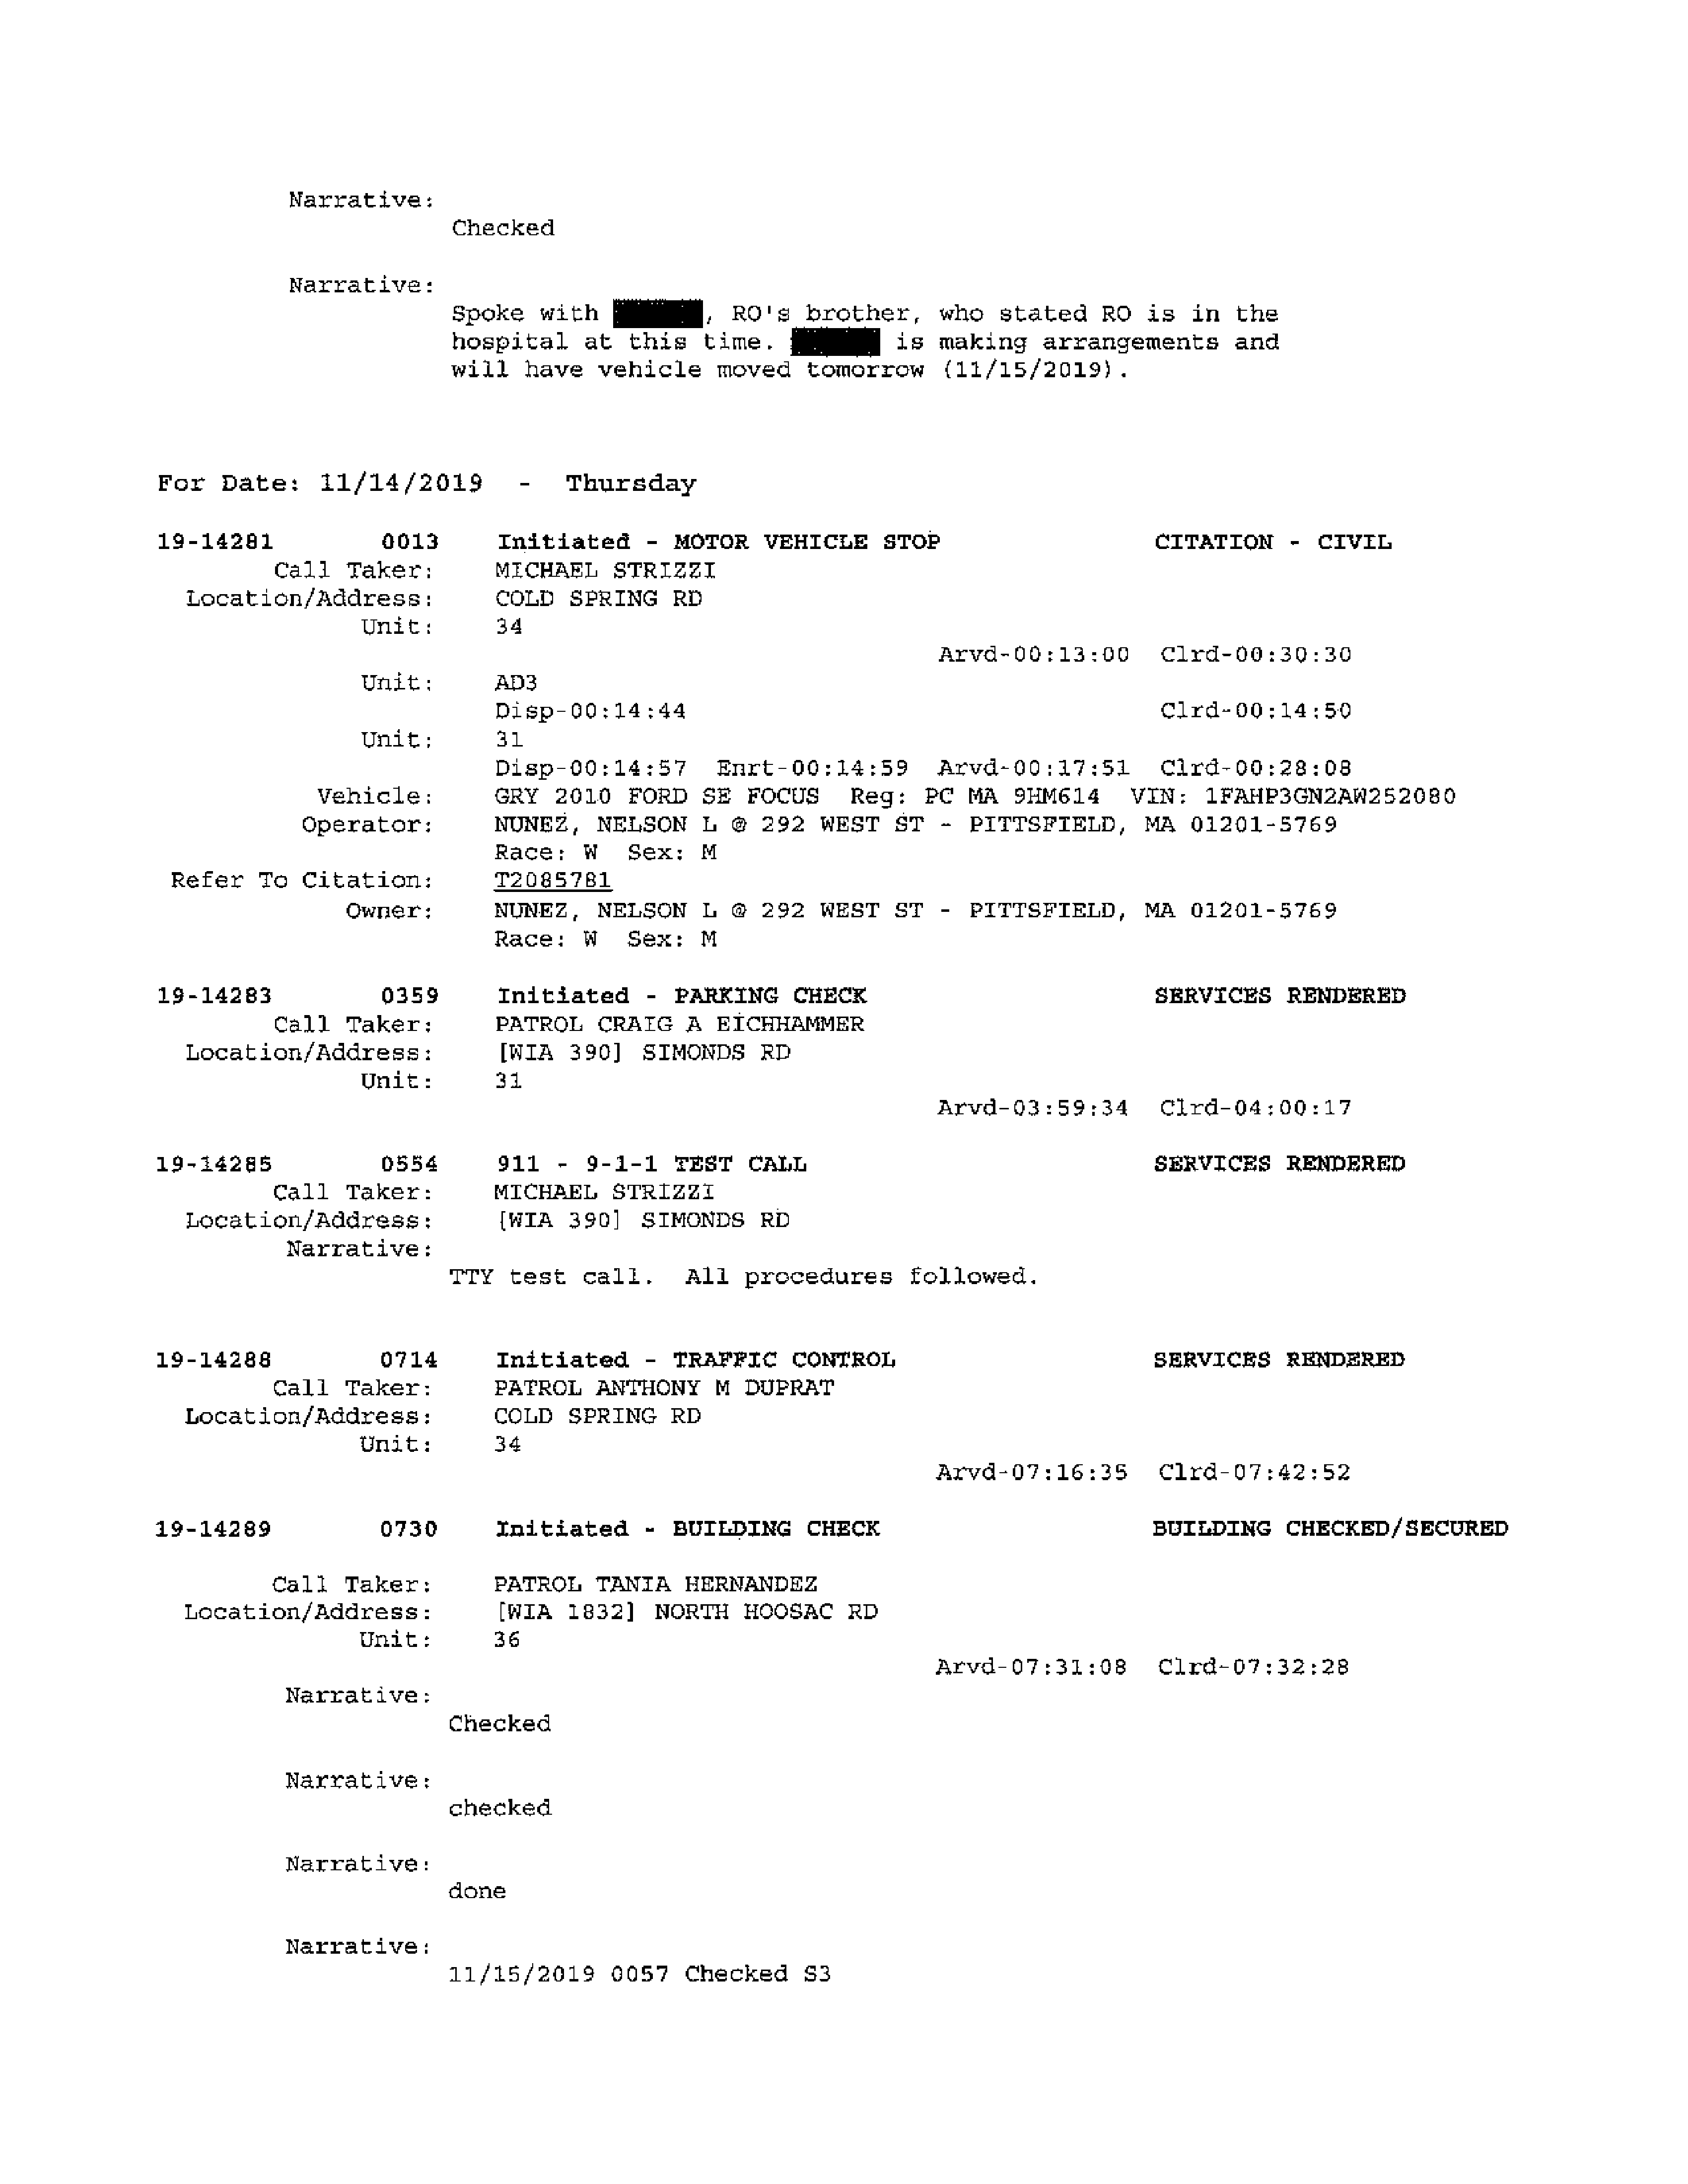 Narrative:
Checked
Narrative:
Spoke with , RO's brother, who stated RO is in the
hospital at this time. is making arrangements and
will have vehicle moved tomorrow (11/15/2019).
For Date: 11/14/2019 - Thursday
19-14281 0013 Initiated - MOTOR VEHICLE STOP CITATION - CIVIL
Call Taker: MICHAEL STRIZZI
Location/Address: COLD SPRING RD
Unit: 34
Arvd-00:13:00 Clrd-00:30:30
Unit: AD3
Disp-00:14:44 Clrd-00:14:50
Unit: 31
Disp-00:14:57 Enrt-00:14:59 Arvd-00:17:51 Clrd-00:28:08
Vehicle: GRY 2010 FORD SE FOCUS Reg: PC MA 9HM614 VIN: 1FAHP3GN2AW252080
Operator: NUNEZ, NELSON L @ 292 WEST ST - PITTSFIELD, MA 01201-5769
Race: W Sex: M
Refer To Citation: T2085781
Owner: NUNEZ, NELSON L @ 292 WEST ST - PITTSFIELD, MA 01201-5769
Race: W Sex: M
19-14283 0359 Initiated - PARKING CHECK SERVICES RENDERED
Call Taker: PATROL CRAIG A EICHHAMMER
Location/Address: [WIA 390] SIMONDS RD
Unit: 31
Arvd-03:59:34 Clrd-04:00:17
19-14285 0554 911 - 9-1-1 TEST CALL SERVICES RENDERED
Call Taker: MICHAEL STRIZZI
Location/Address: [WIA 390] SIMONDS RD
Narrative:
TTY test call. All procedures followed.
19-14288 0714 Initiated - TRAFFIC CONTROL SERVICES RENDERED
Call Taker: PATROL ANTHONY M DUPRAT
Location/Address: COLD SPRING RD
Unit: 34
Arvd-07:16:35 Clrd-07:42:52
19-14289 0730 Initiated - BUILDING CHECK BUILDING CHECKED/SECURED
Call Taker: PATROL TANIA HERNANDEZ
Location/Address: [WIA 1832] NORTH HOOSAC RD
Unit: 36
Arvd-07:31:08 Clrd-07:32:28
Narrative:
Checked
Narrative:
checked
Narrative:
done
Narrative:
11/15/2019 0057 Checked S3